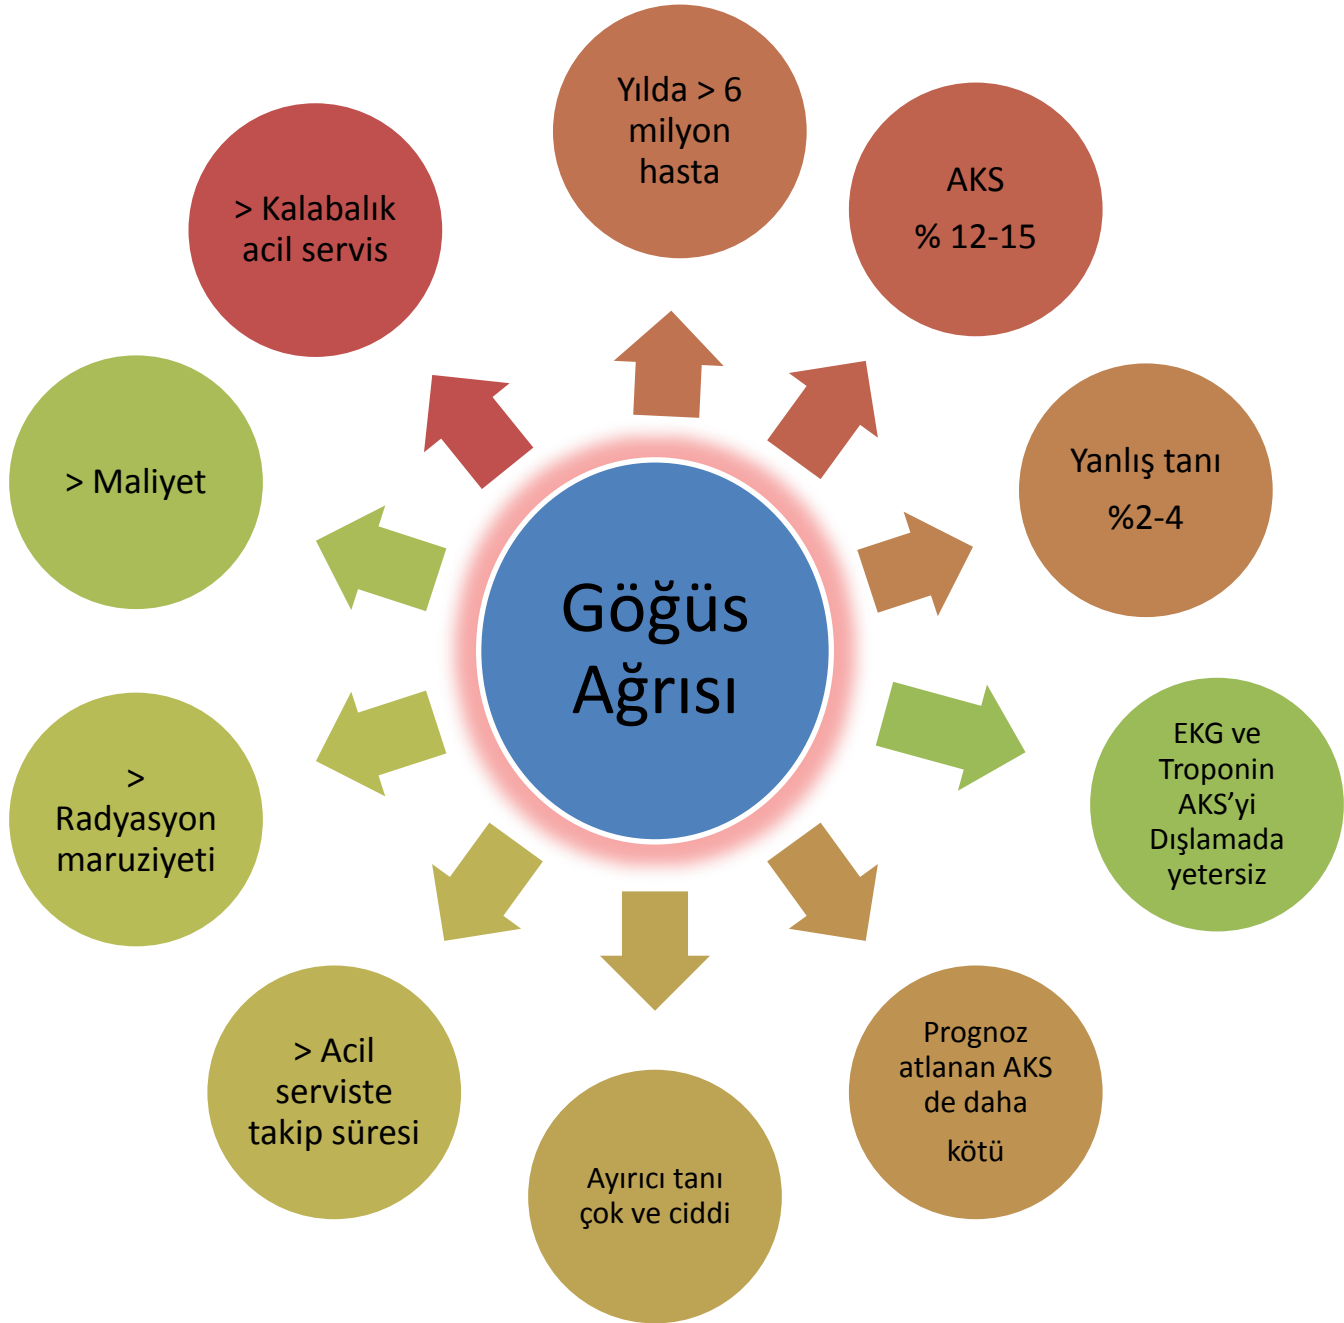 Göğüs
Ağrısı
Yılda > 6
milyon
hasta
AKS
% 12-15
Yanlış tanı
%2-4
EKG ve
Troponin
AKS’yi
Dışlamada
yetersiz
Prognoz
atlanan AKS
de daha
kötü
Ayırıcı tanı
çok ve ciddi
> Acil
serviste
takip süresi
>
Radyasyon
maruziyeti
> Maliyet
> Kalabalık
acil servis